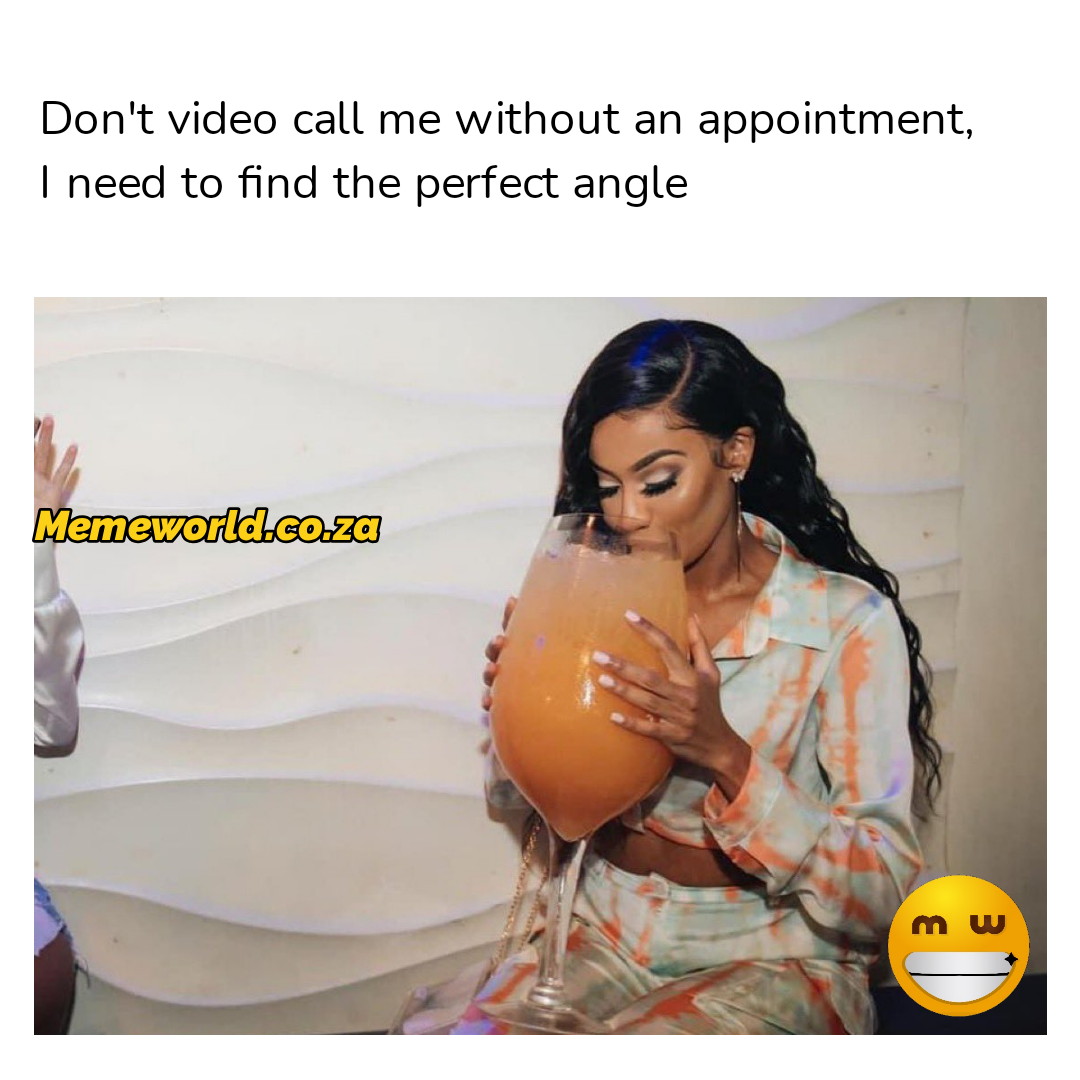 Don't video call me without an appointment,
I need to find the perfect angle
Memeworld.co.za
m w